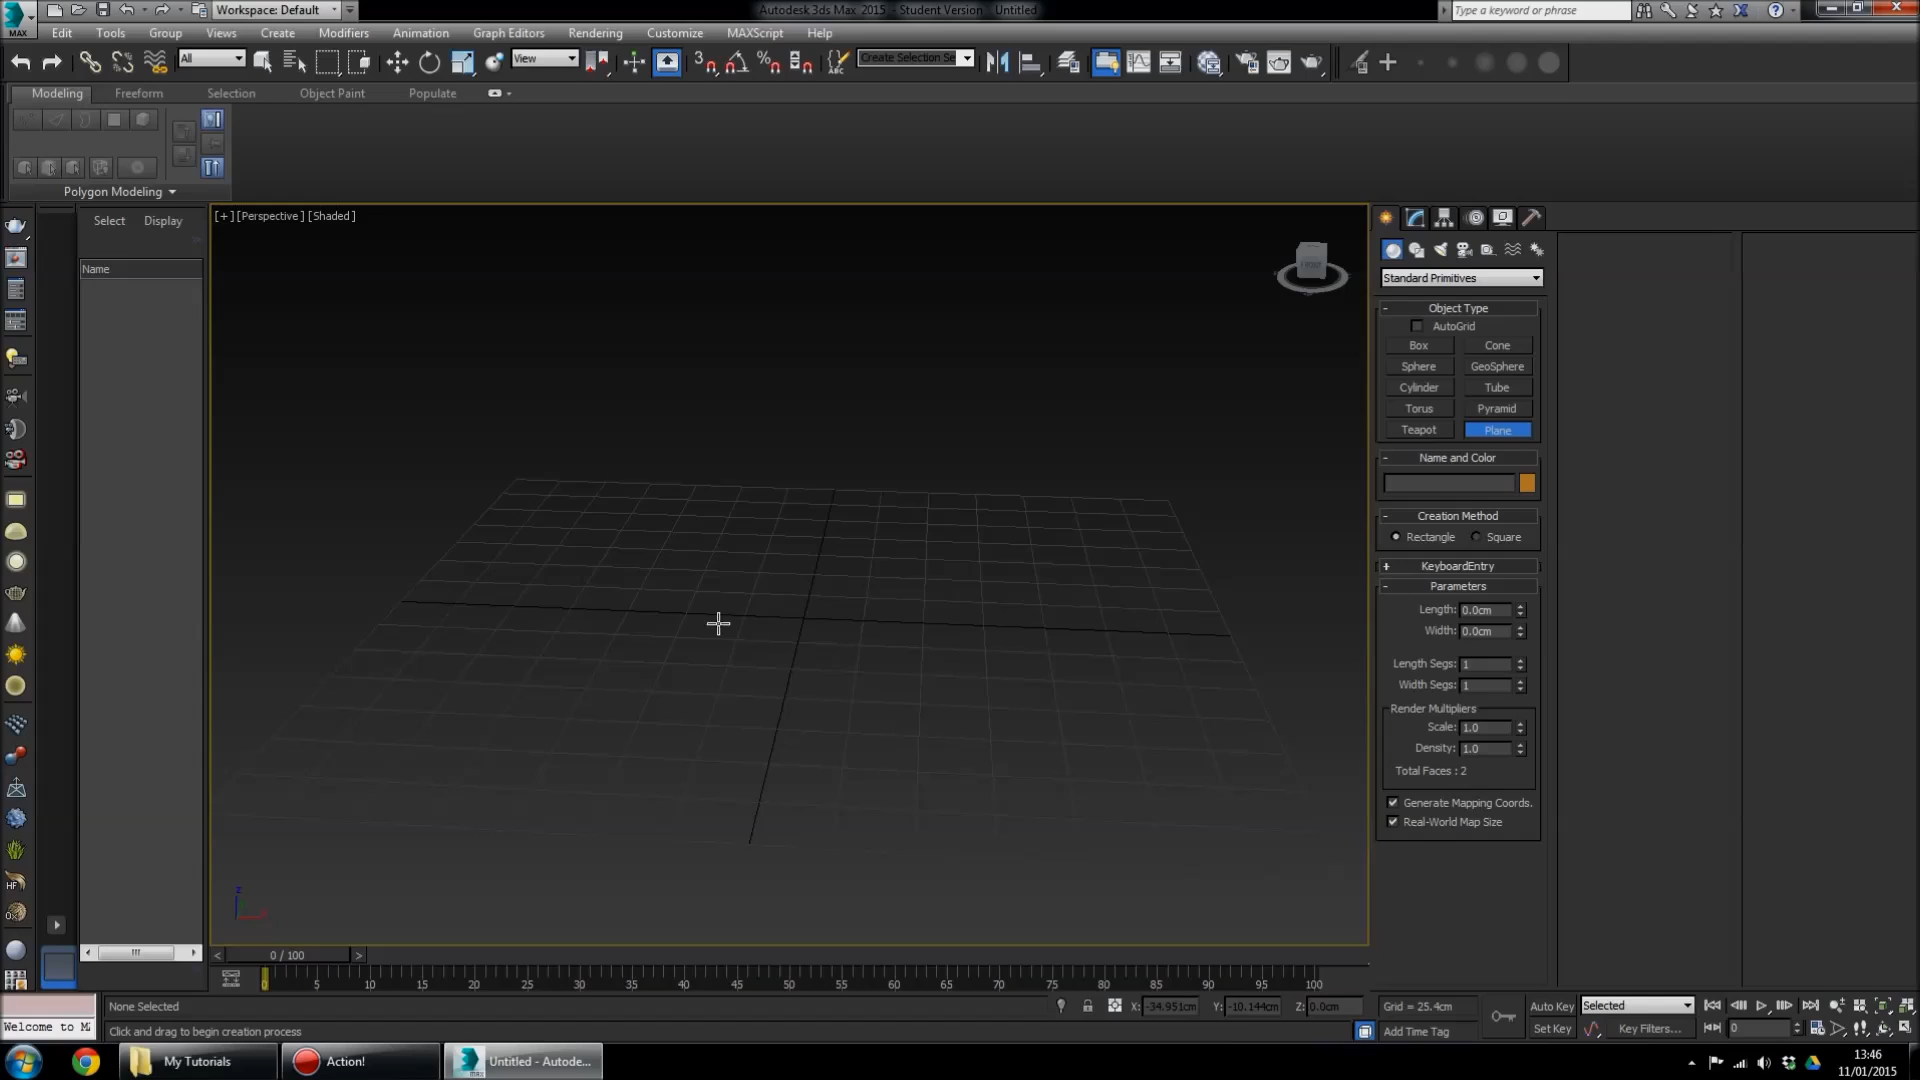 Workspace: Default
Autodesk 3ds Max 2015 - Student Version - Untitled
Type a keyword or phrase
MAX
Edit Tools Group Views Create Modifiers Animation Graph Editors Rendering Customize MAXScript Help
All
View
3
Create Selection Se
Modeling Freeform Selection Object Paint Populate
Polygon Modeling
Select Display
Name
[+] [Perspective] [Shaded]
Standard Primitives
- Object Type
AutoGrid
Box Cone
Sphere GeoSphere
Cylinder Tube
Torus Pyramid
Teapot Plane
- Name and Color
- Creation Method
Rectangle Square
+ KeyboardEntry
- Parameters
Length: 0.0cm
Width: 0.0cm
Length Segs: 1
Width Segs: 1
Render Multipliers
Scale: 1.0
Density: 1.0
Total Faces : 2
Generate Mapping Coords.
Real-World Map Size
HF
z
< 0 / 100 >
0 5 10 15 20 25 30 35 40 45 50 55 60 65 70 75 80 85 90 95 100
None Selected
X: -34.951cm Y: -10.144cm Z: 0.0cm
Grid = 25.4cm
Auto Key Selected
Welcome to M
Click and drag to begin creation process
Add Time Tag
Set Key Key Filters...
0
My Tutorials
Action!
Untitled - Autode...
13:46
11/01/2015